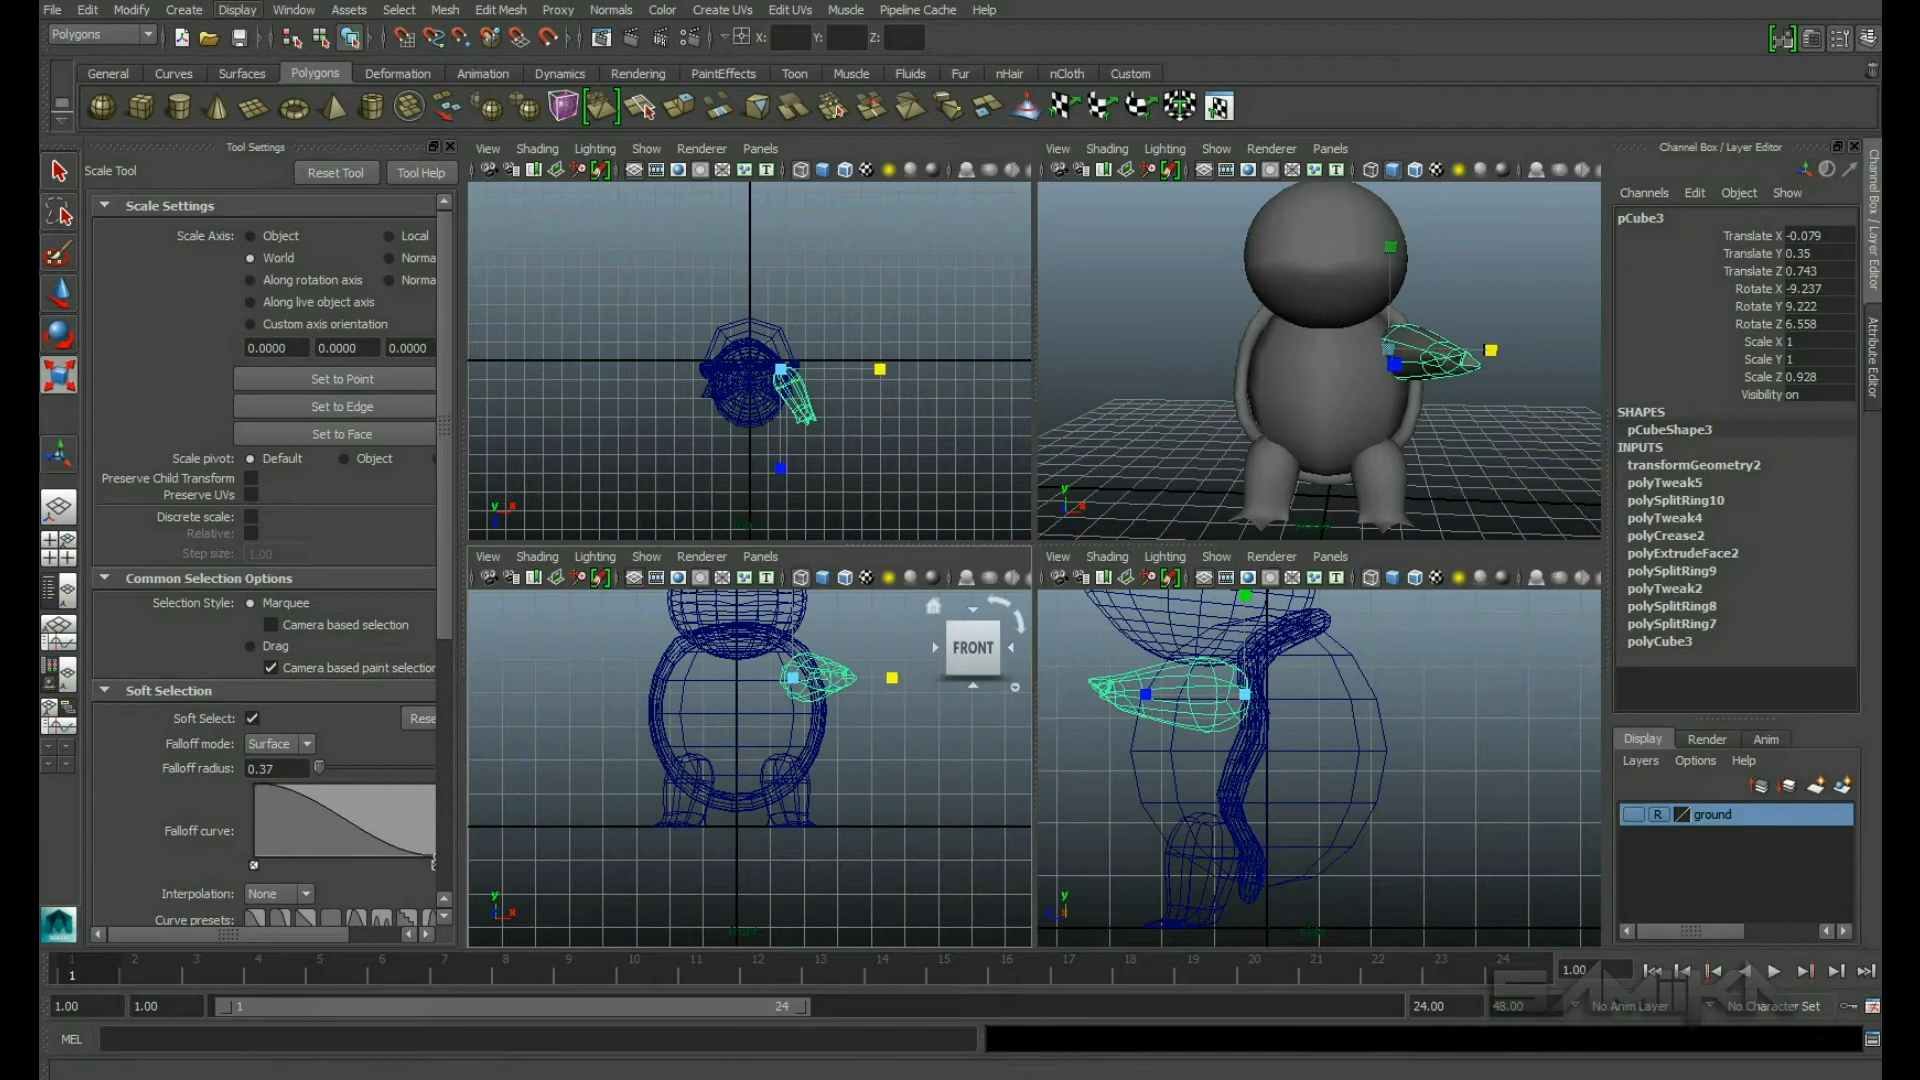 File Edit Modify Create Display Window Assets Select Mesh Edit Mesh Proxy Normals Color Create UVs Edit UVs Muscle Pipeline Cache Help
Polygons X: Y: Z:
General Curves Surfaces Polygons Deformation Animation Dynamics Rendering PaintEffects Toon Muscle Fluids Fur nHair nCloth Custom
Tool Settings
Scale Tool Reset Tool Tool Help
Scale Settings
Scale Axis: Object Local
World Norma
Along rotation axis Norma
Along live object axis
Custom axis orientation
0.0000 0.0000 0.0000
Set to Point
Set to Edge
Set to Face
Scale pivot: Default Object
Preserve Child Transform
Preserve UVs
Discrete scale:
Relative:
Step size: 1.00
Common Selection Options
Selection Style: Marquee
Camera based selection
Drag
Camera based paint selection
Soft Selection
Soft Select: Rese
Falloff mode: Surface
Falloff radius: 0.37
Falloff curve:
Interpolation: None
Curve presets:
View Shading Lighting Show Renderer Panels
y x
top
View Shading Lighting Show Renderer Panels
y x
persp
View Shading Lighting Show Renderer Panels
FRONT
y x
front
View Shading Lighting Show Renderer Panels
y
side
Channel Box / Layer Editor
Channels Edit Object Show
pCube3
Translate X -0.079
Translate Y 0.35
Translate Z 0.743
Rotate X -9.237
Rotate Y 9.222
Rotate Z 6.558
Scale X 1
Scale Y 1
Scale Z 0.928
Visibility on
SHAPES
pCubeShape3
INPUTS
transformGeometry2
polyTweak5
polySplitRing10
polyTweak4
polyCrease2
polyExtrudeFace2
polySplitRing9
polyTweak2
polySplitRing8
polySplitRing7
polyCube3
Display Render Anim
Layers Options Help
R ground
Channel Box / Layer Editor
Attribute Editor
1 2 3 4 5 6 7 8 9 10 11 12 13 14 15 16 17 18 19 20 21 22 23 24
1 1.00
1.00 1.00 1 24 24.00 48.00 No Anim Layer No Character Set
SAMIKA
MEL